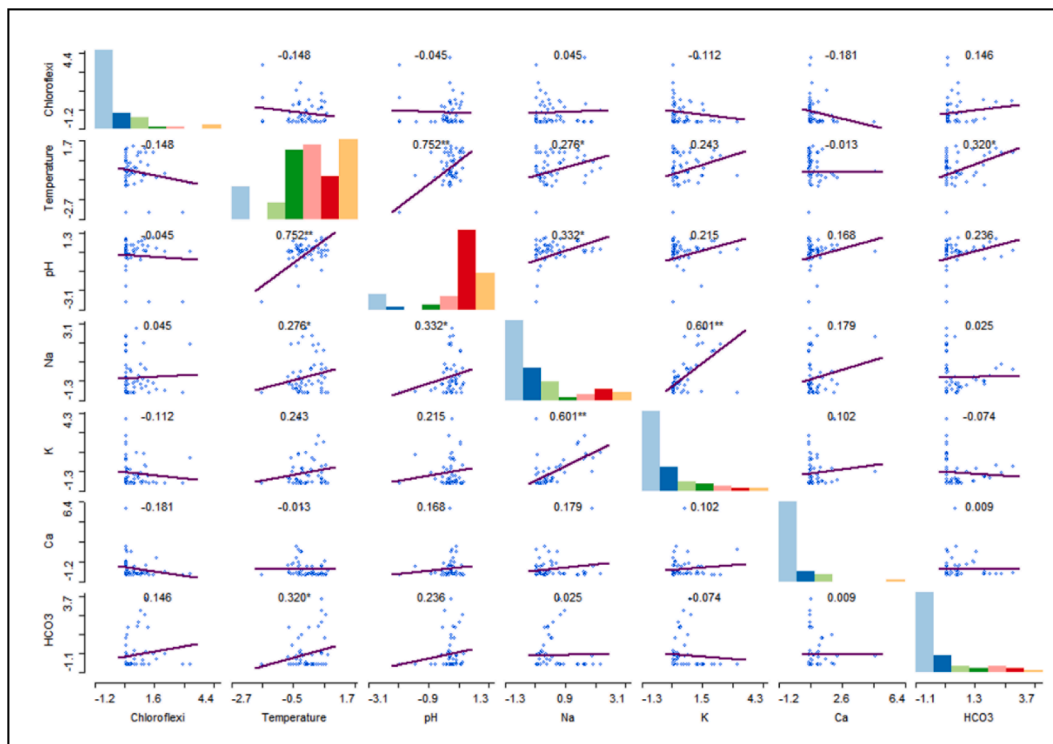 Chloroflexi 4.4 -1.2 -0.148 -0.045 0.045 -0.112 -0.181 0.146
Temperature 1.7 -2.7 -0.148 0.752** 0.276* 0.243 -0.013 0.320*
pH 1.3 -3.1 -0.045 0.752** 0.332* 0.215 0.168 0.236
Na 3.1 -1.3 0.045 0.276* 0.332* 0.601** 0.179 0.025
K 4.3 -1.3 -0.112 0.243 0.215 0.601** 0.102 -0.074
Ca 6.4 -1.2 -0.181 -0.013 0.168 0.179 0.102 0.009
HCO3 3.7 -1.1 0.146 0.320* 0.236 0.025 -0.074 0.009
-1.2 1.6 4.4 -2.7 -0.5 1.7 -3.1 -0.9 1.3 -1.3 0.9 3.1 -1.3 1.5 4.3 -1.2 2.6 6.4 -1.1 1.3 3.7
Chloroflexi Temperature pH Na K Ca HCO3